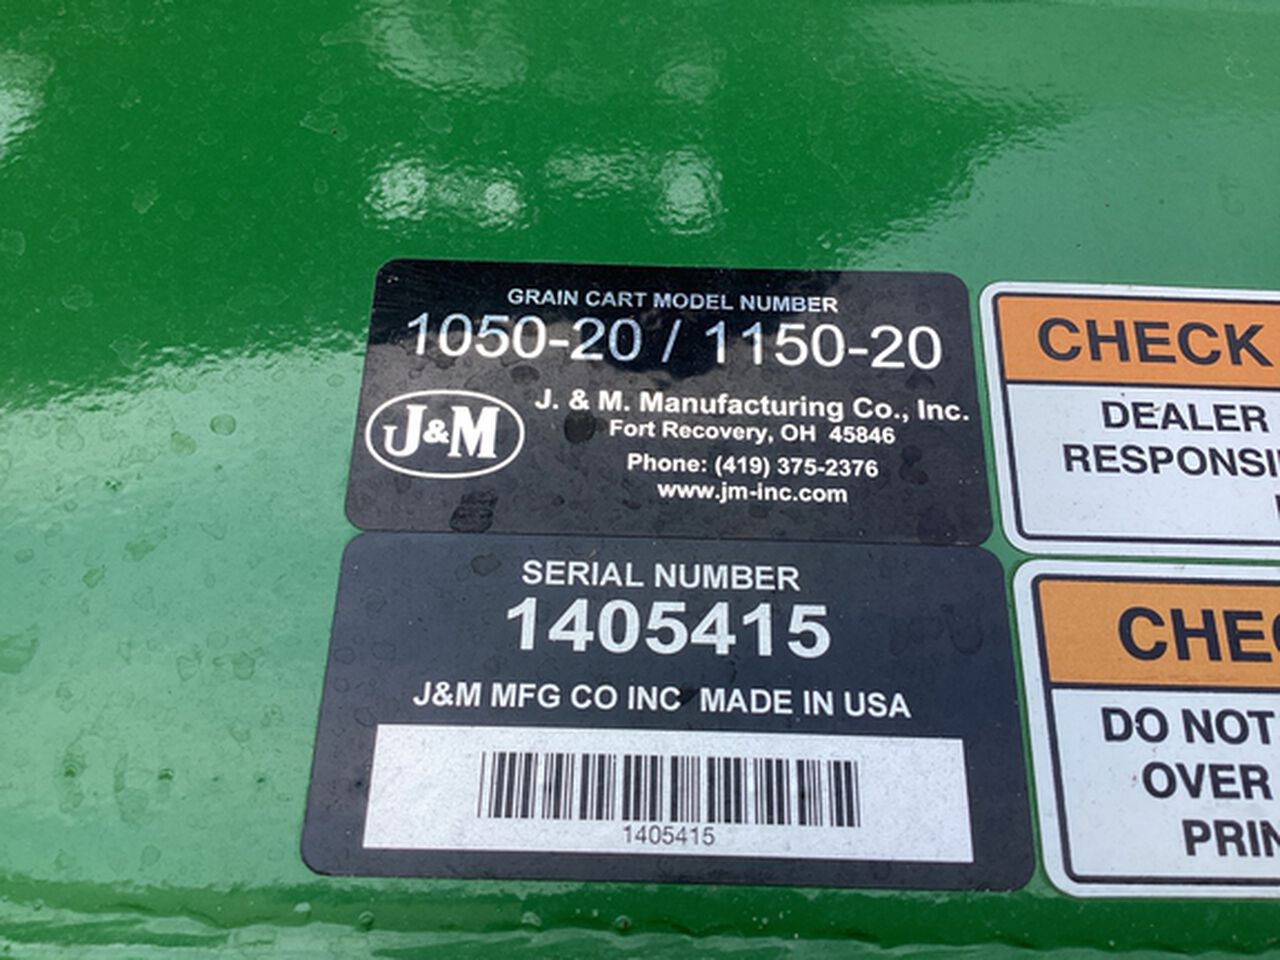 GRAIN CART MODEL NUMBER
1050-20 / 1150-20
J&M
J. & M. Manufacturing Co., Inc.
Fort Recovery, OH 45846
Phone: (419) 375-2376
www.jm-inc.com
SERIAL NUMBER
1405415
J&M MFG CO INC MADE IN USA
1405415
CHECK
DEALER
DO NOT
OVER